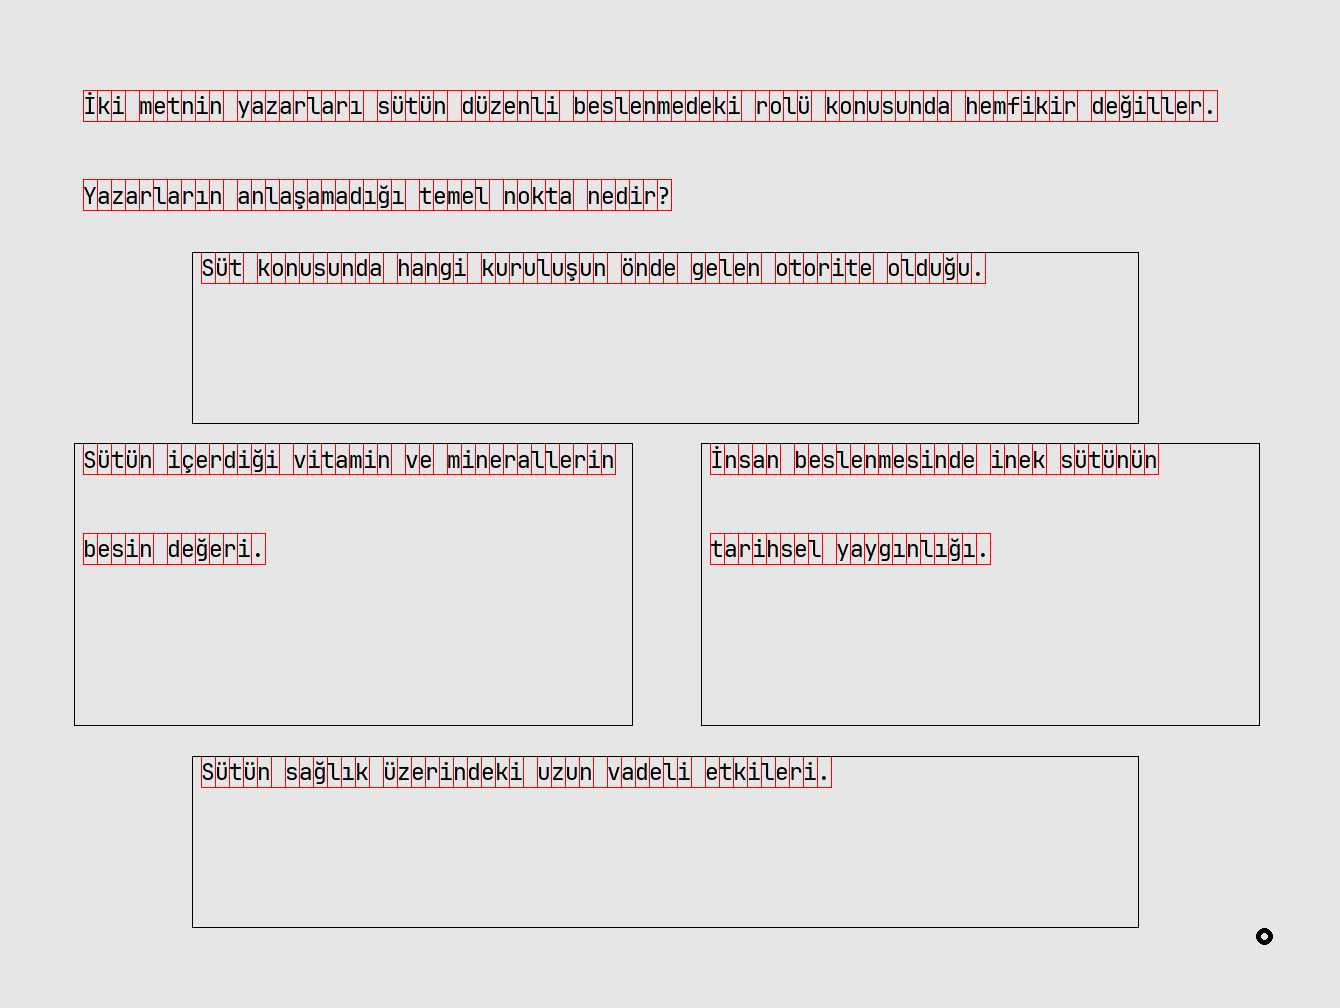 İki metnin yazarları sütün düzenli beslenmedeki rolü konusunda hemfikir değiller.
Yazarların anlaşamadığı temel nokta nedir?
Süt konusunda hangi kuruluşun önde gelen otorite olduğu.
Sütün içerdiği vitamin ve minerallerin
besin değeri.
İnsan beslenmesinde inek sütünün
tarihsel yaygınlığı.
Sütün sağlık üzerindeki uzun vadeli etkileri.